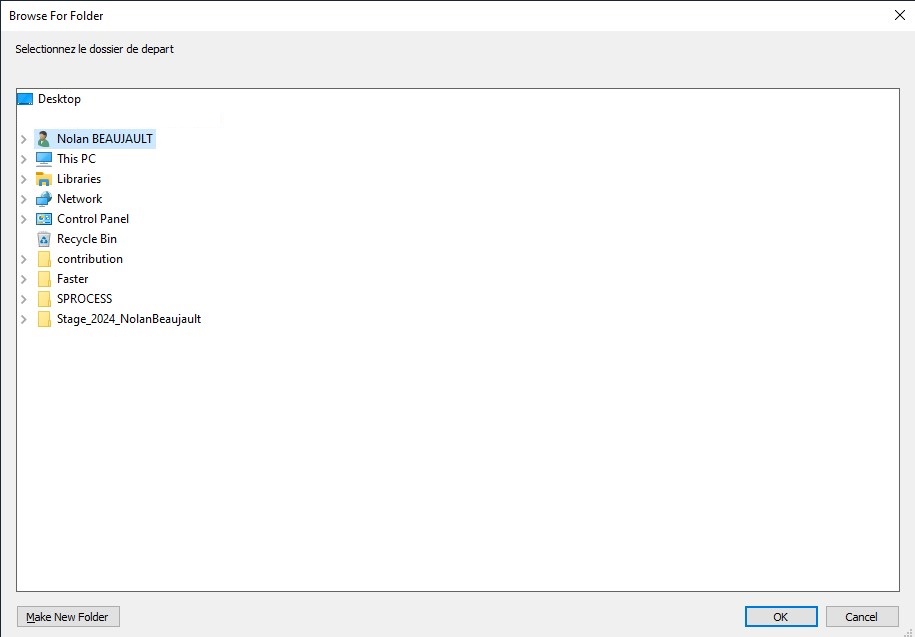 Browse For Folder
Selectionnez le dossier de depart
Desktop
Nolan BEAUJAULT
This PC
Libraries
Network
Control Panel
Recycle Bin
contribution
Faster
SPROCESS
Stage_2024_NolanBeaujault
Make New Folder
OK
Cancel